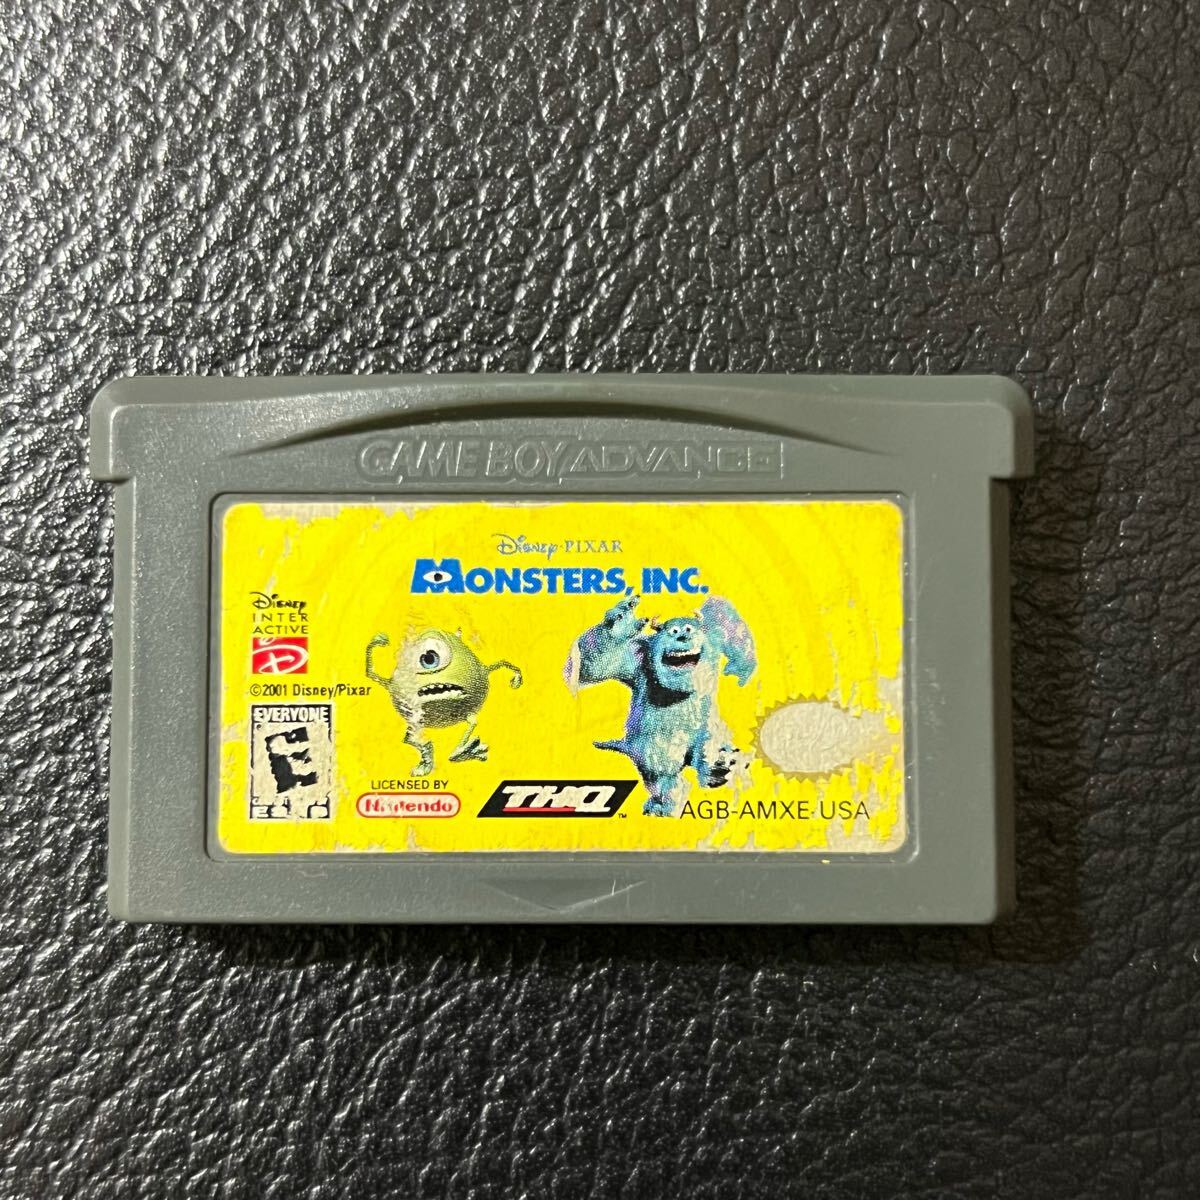 GAME BOY ADVANCE
Disney·PIXAR
MONSTERS, INC.
Disney
INTER
ACTIVE
©2001 Disney/Pixar
EVERYONE
E
LICENSED BY
Nintendo
THQ
™
AGB-AMXE-USA